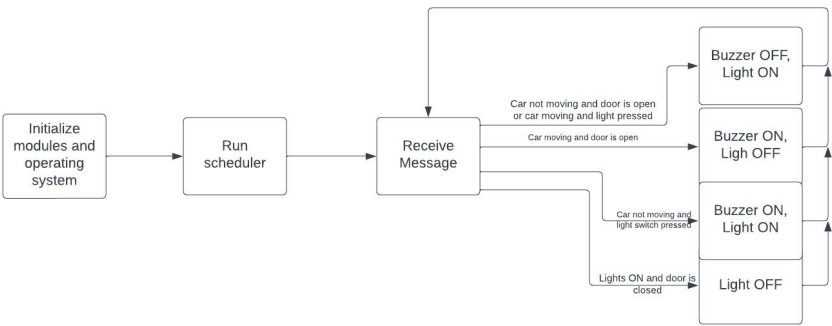 Initialize
modules and
operating
system
Run
scheduler
Receive
Message
Car not moving and door is open
or car moving and light pressed
Car moving and door is open
Car not moving and
light switch pressed
Lights ON and door is
closed
Buzzer OFF,
Light ON
Buzzer ON,
Ligh OFF
Buzzer ON,
Light ON
Light OFF